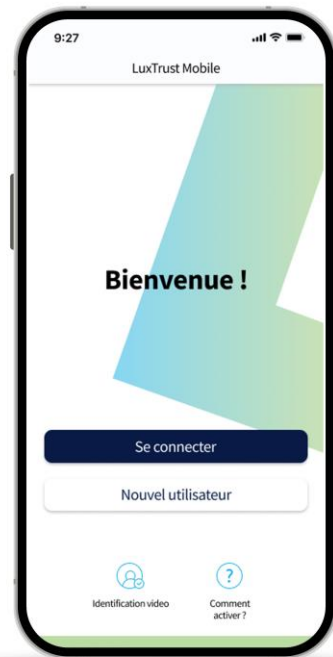 9:27
LuxTrust Mobile
Bienvenue !
Se connecter
Nouvel utilisateur
Identification video
Comment
activer ?